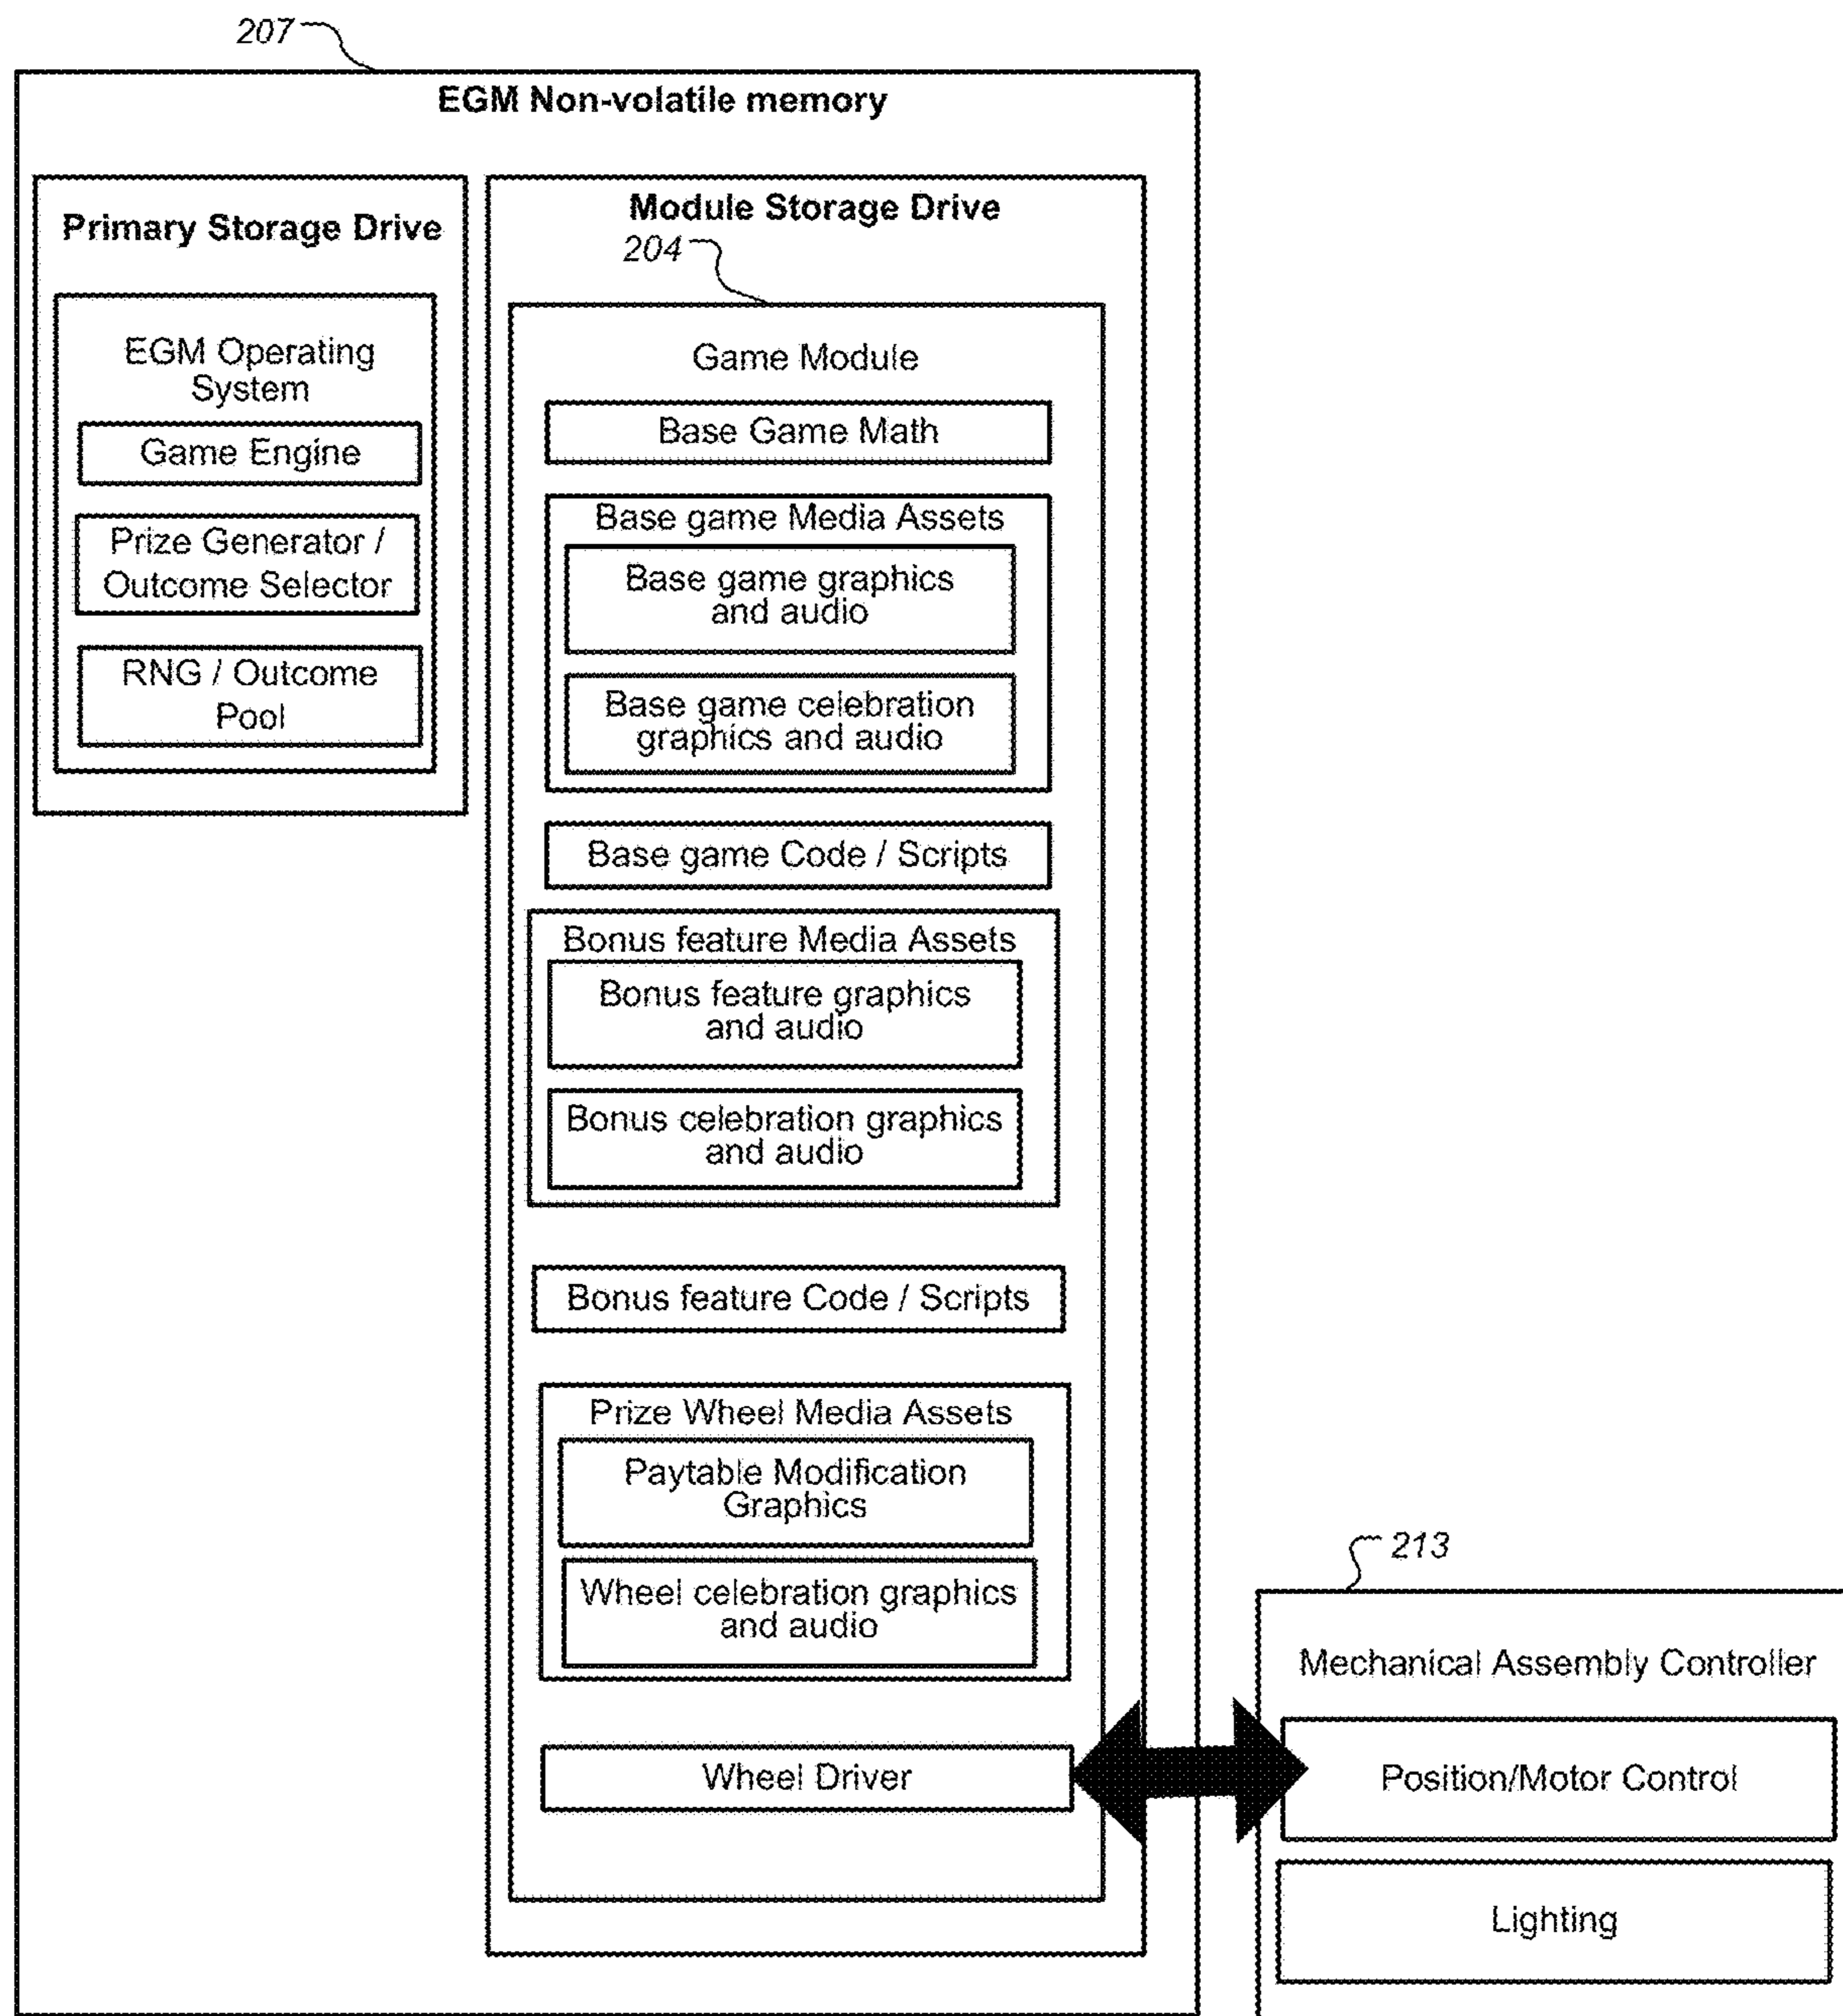 207
EGM Non-volatile memory
Primary Storage Drive
EGM Operating
System
Game Engine
Prize Generator /
Outcome Selector
RNG / Outcome
Pool
Module Storage Drive
204
Game Module
Base Game Math
Base game Media Assets
Base game graphics
and audio
Base game celebration
graphics and audio
Base game Code / Scripts
Bonus feature Media Assets
Bonus feature graphics
and audio
Bonus celebration graphics
and audio
Bonus feature Code / Scripts
Prize Wheel Media Assets
Paytable Modification
Graphics
Wheel celebration graphics
and audio
Wheel Driver
213
Mechanical Assembly Controller
Position/Motor Control
Lighting